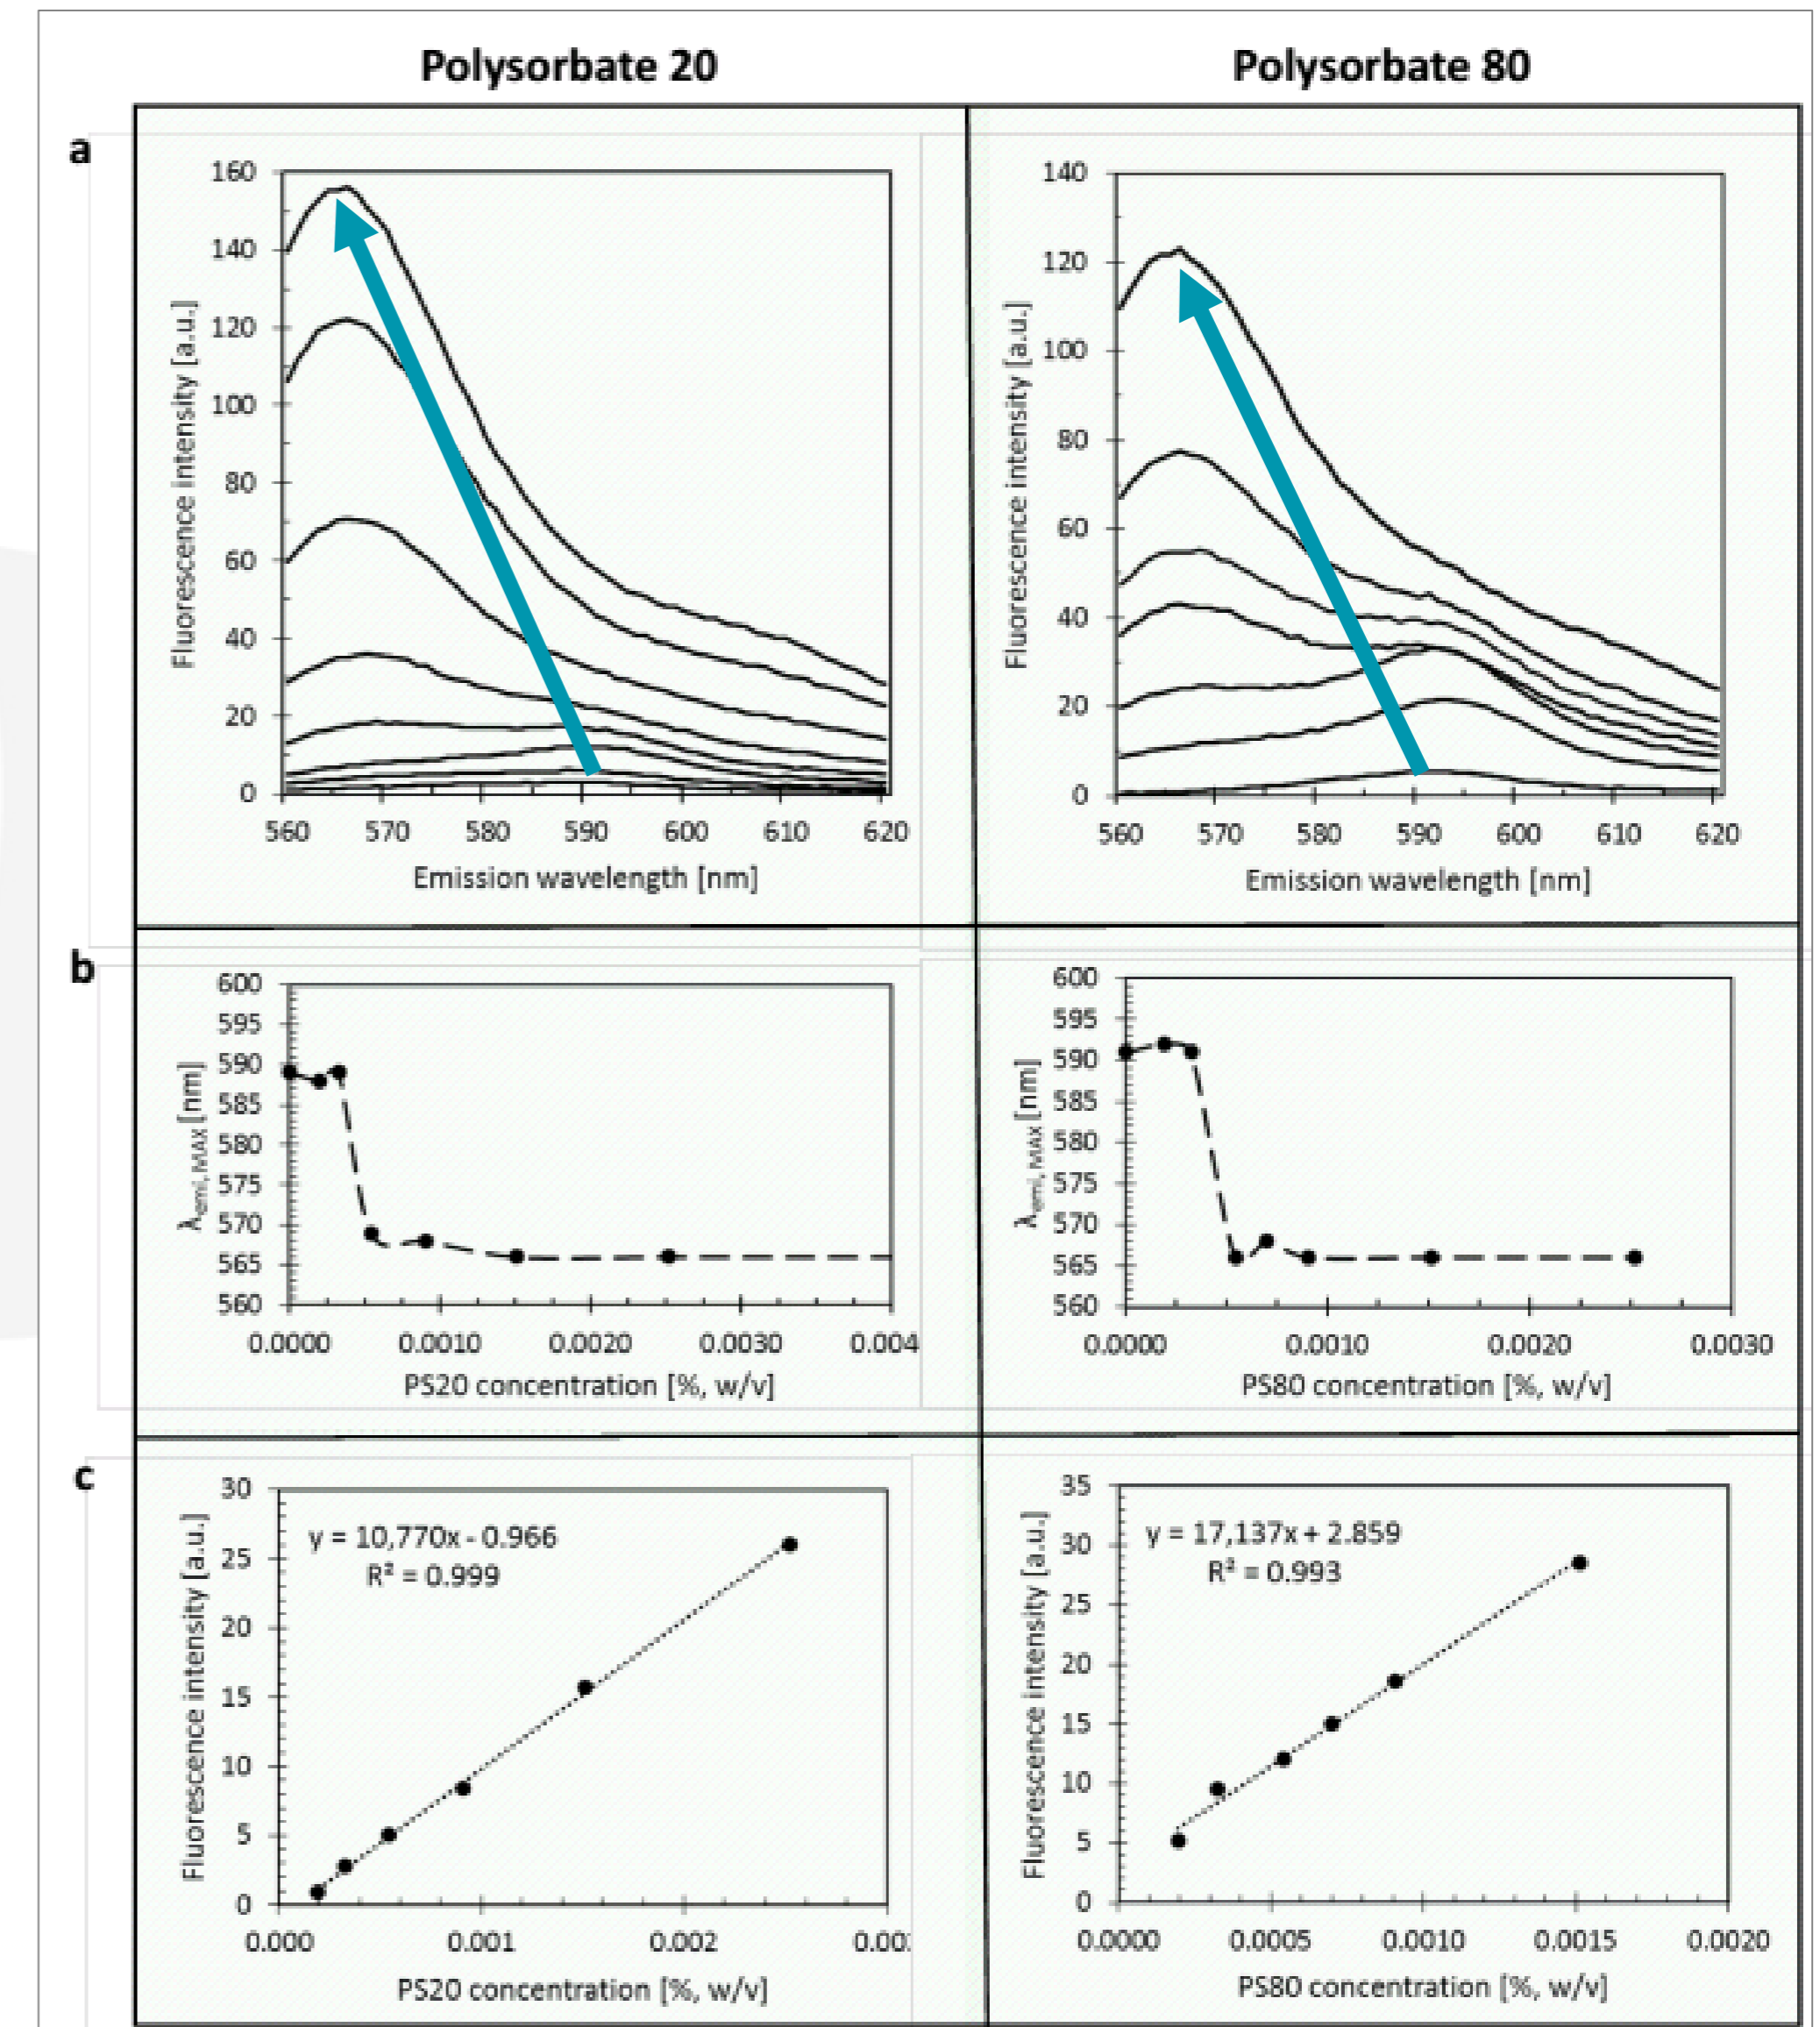 Polysorbate 20
Polysorbate 80
a
160
140
120
100
80
60
40
20
0
Fluorescence intensity [a.u.]
560 570 580 590 600 610 620
Emission wavelength [nm]
140
120
100
80
60
40
20
0
Fluorescence intensity [a.u.]
560 570 580 590 600 610 620
Emission wavelength [nm]
b
600
595
590
585
580
575
570
565
560
λemi, MAX [nm]
0.0000 0.0010 0.0020 0.0030 0.004
PS20 concentration [%, w/v]
600
595
590
585
580
575
570
565
560
λemi, MAX [nm]
0.0000 0.0010 0.0020 0.0030
PS80 concentration [%, w/v]
c
30
25
20
15
10
5
0
Fluorescence intensity [a.u.]
y = 10,770x - 0.966
R² = 0.999
0.000 0.001 0.002 0.00
PS20 concentration [%, w/v]
35
30
25
20
15
10
5
0
Fluorescence intensity [a.u.]
y = 17,137x + 2.859
R² = 0.993
0.0000 0.0005 0.0010 0.0015 0.0020
PS80 concentration [%, w/v]